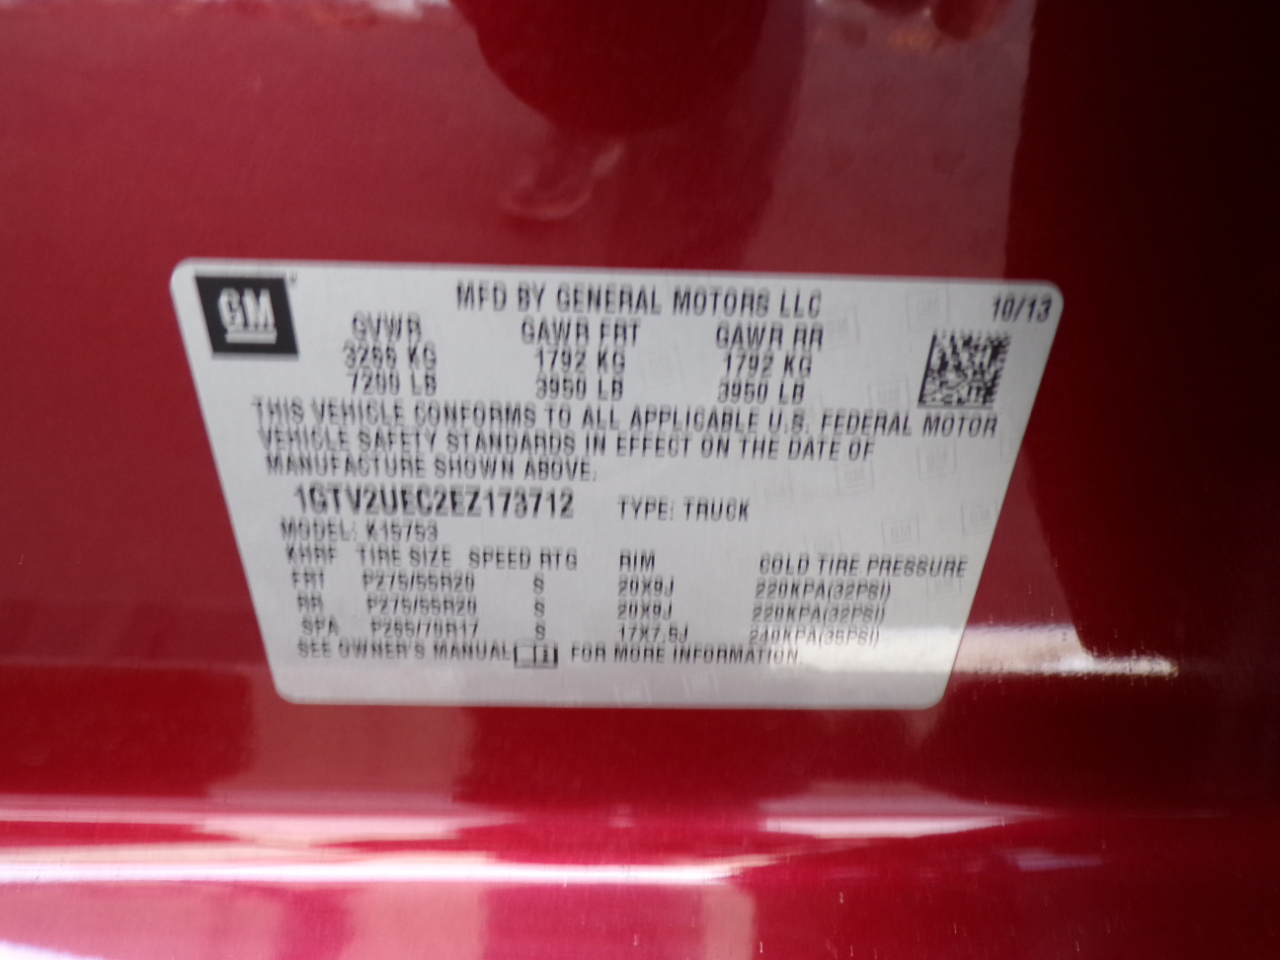 GM
MFD BY GENERAL MOTORS LLC 10/13
GVWR GAWR FRT GAWR RR
3266 KG 1792 KG 1792 KG
7200 LB 3950 LB 3950 LB
THIS VEHICLE CONFORMS TO ALL APPLICABLE U.S. FEDERAL MOTOR
VEHICLE SAFETY STANDARDS IN EFFECT ON THE DATE OF
MANUFACTURE SHOWN ABOVE.
1GTV2UEC2EZ173712 TYPE: TRUCK
MODEL: K15753
TIRE SIZE SPEED RTG RIM COLD TIRE PRESSURE
FRT P275/55R20 S 20X9J 220KPA(32PSI)
RR P275/55R20 S 20X9J 220KPA(32PSI)
SPA P265/70R17 S 17X7.5J 240KPA(35PSI)
SEE OWNER'S MANUAL FOR MORE INFORMATION.